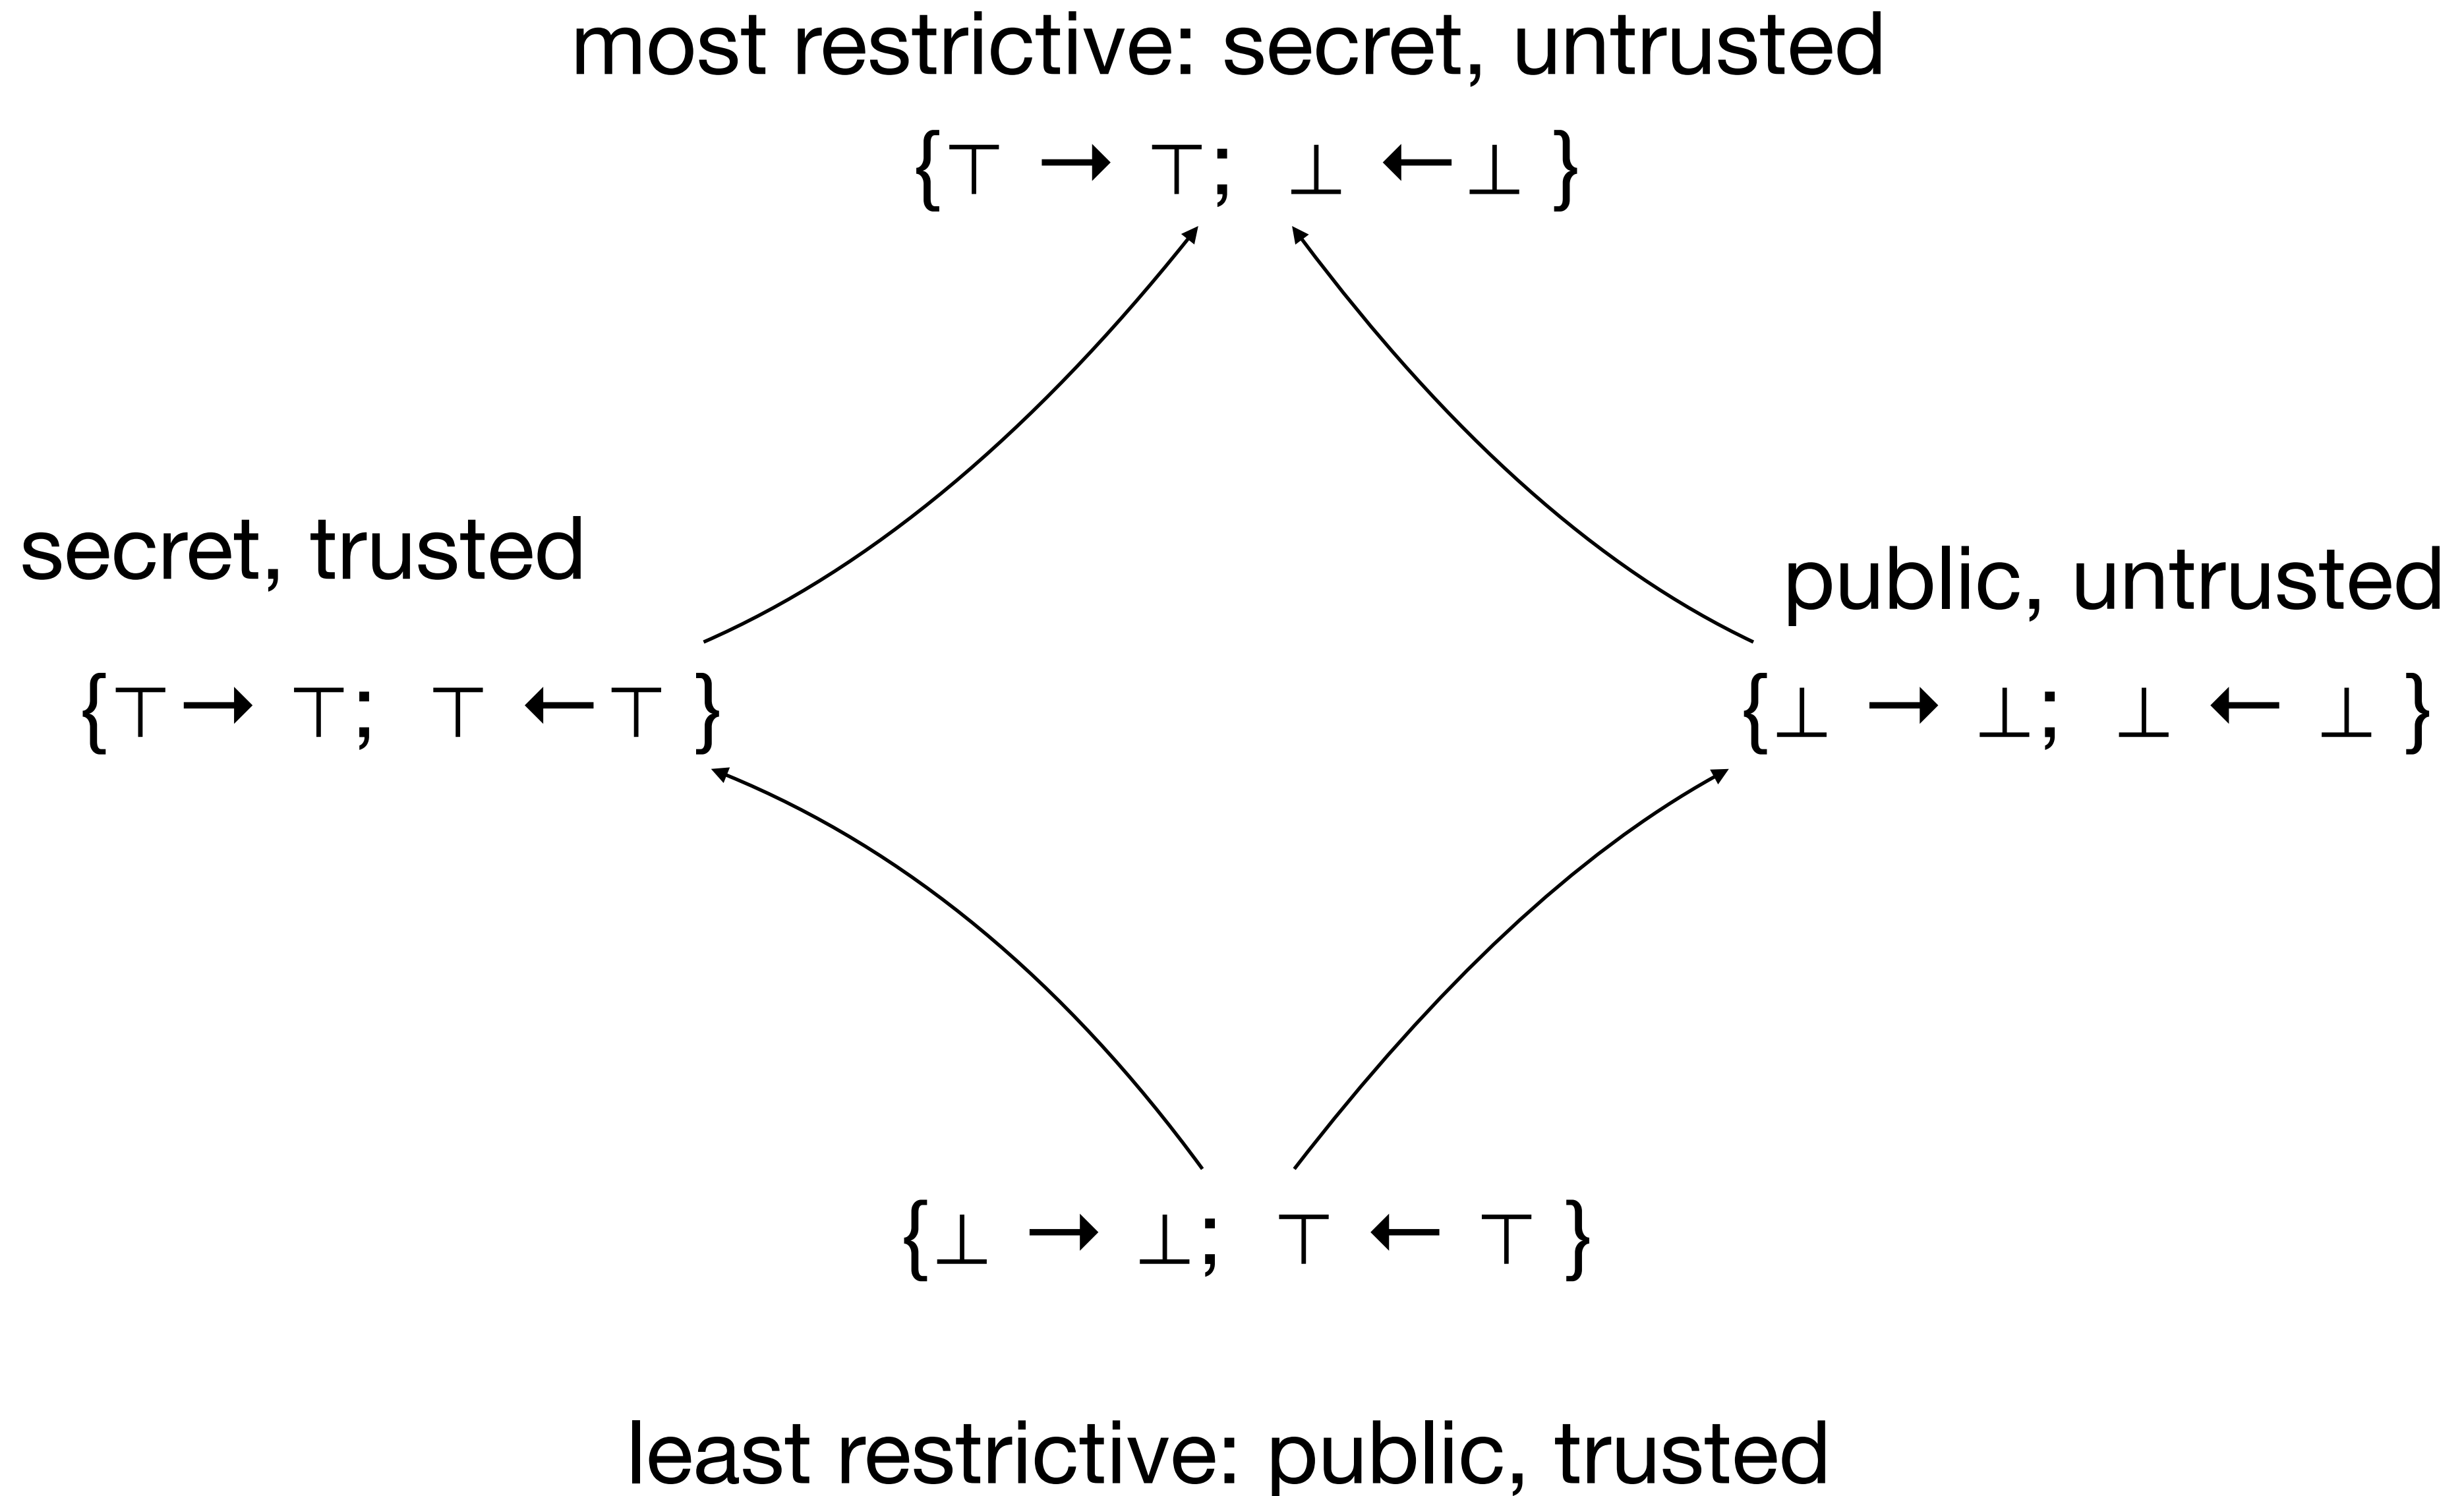 most restrictive: secret, untrusted
{⊤ → ⊤; ⊥ ← ⊥ }
secret, trusted
public, untrusted
{⊤ → ⊤; ⊤ ← ⊤ }
{⊥ → ⊥; ⊥ ← ⊥ }
{⊥ → ⊥; ⊤ ← ⊤ }
least restrictive: public, trusted